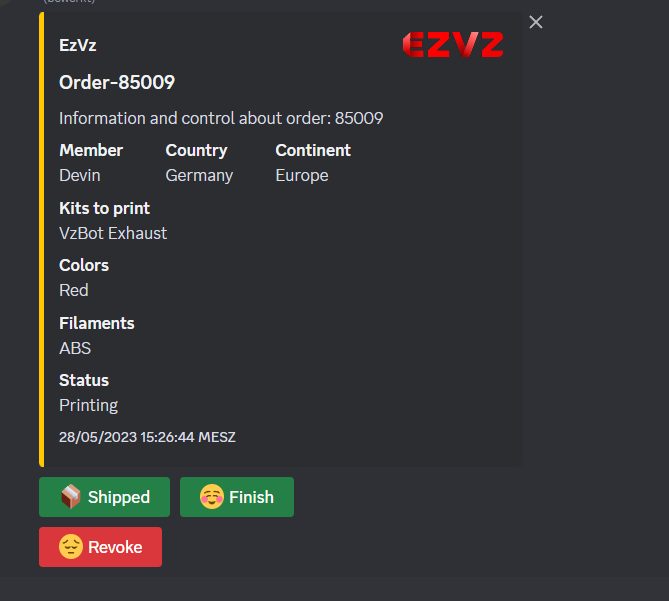 (bewerkt)
EzVz
EZVZ
Order-85009
Information and control about order: 85009
Member Country Continent
Devin Germany Europe
Kits to print
VzBot Exhaust
Colors
Red
Filaments
ABS
Status
Printing
28/05/2023 15:26:44 MESZ
Shipped Finish
Revoke